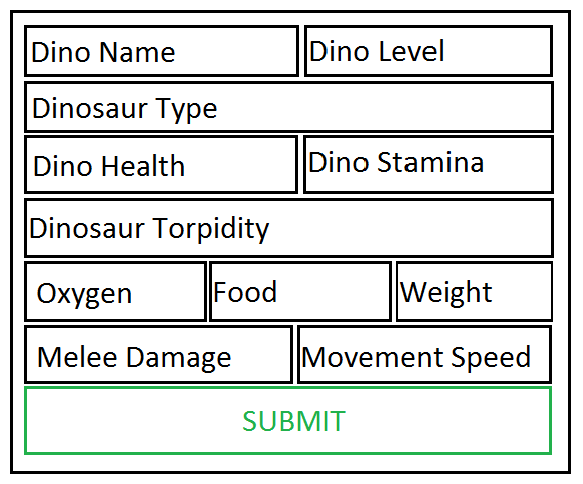 Dino Name Dino Level
Dinosaur Type
Dino Health Dino Stamina
Dinosaur Torpidity
Oxygen Food Weight
Melee Damage Movement Speed
SUBMIT